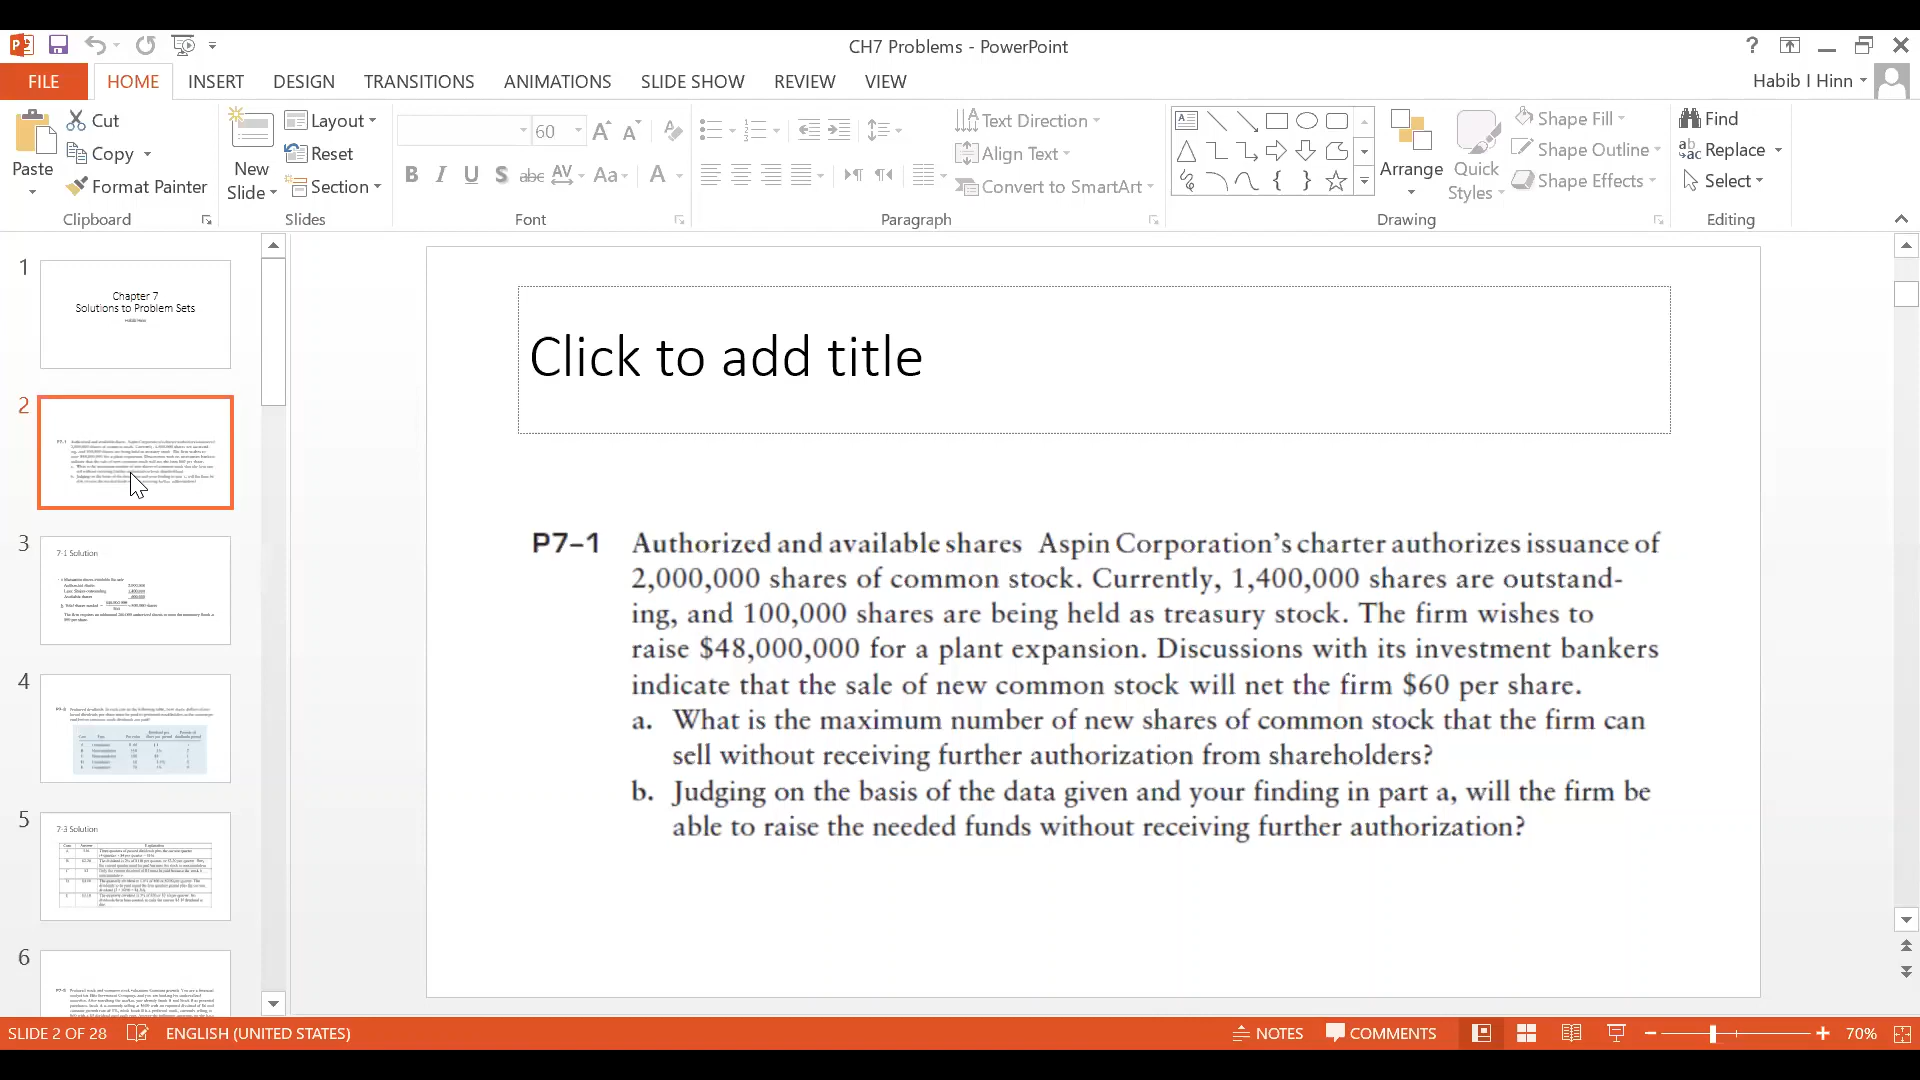 CH7 Problems - PowerPoint
?
FILE
HOME
INSERT
DESIGN
TRANSITIONS
ANIMATIONS
SLIDE SHOW
REVIEW
VIEW
Habib I Hinn
Paste
Cut
Copy
Format Painter
Clipboard
New
Slide
Layout
Reset
Section
Slides
60
B I U S abc AV Aa A
Font
Text Direction
Align Text
Convert to SmartArt
Paragraph
Arrange
Quick
Styles
Shape Fill
Shape Outline
Shape Effects
Drawing
Find
Replace
Select
Editing
1
Chapter 7
Solutions to Problem Sets
2
3
7-1 Solution
4
5
7-3 Solution
6
Click to add title
P7–1 Authorized and available shares Aspin Corporation’s charter authorizes issuance of
2,000,000 shares of common stock. Currently, 1,400,000 shares are outstand-
ing, and 100,000 shares are being held as treasury stock. The firm wishes to
raise $48,000,000 for a plant expansion. Discussions with its investment bankers
indicate that the sale of new common stock will net the firm $60 per share.
a. What is the maximum number of new shares of common stock that the firm can
sell without receiving further authorization from shareholders?
b. Judging on the basis of the data given and your finding in part a, will the firm be
able to raise the needed funds without receiving further authorization?
SLIDE 2 OF 28
ENGLISH (UNITED STATES)
NOTES
COMMENTS
70%